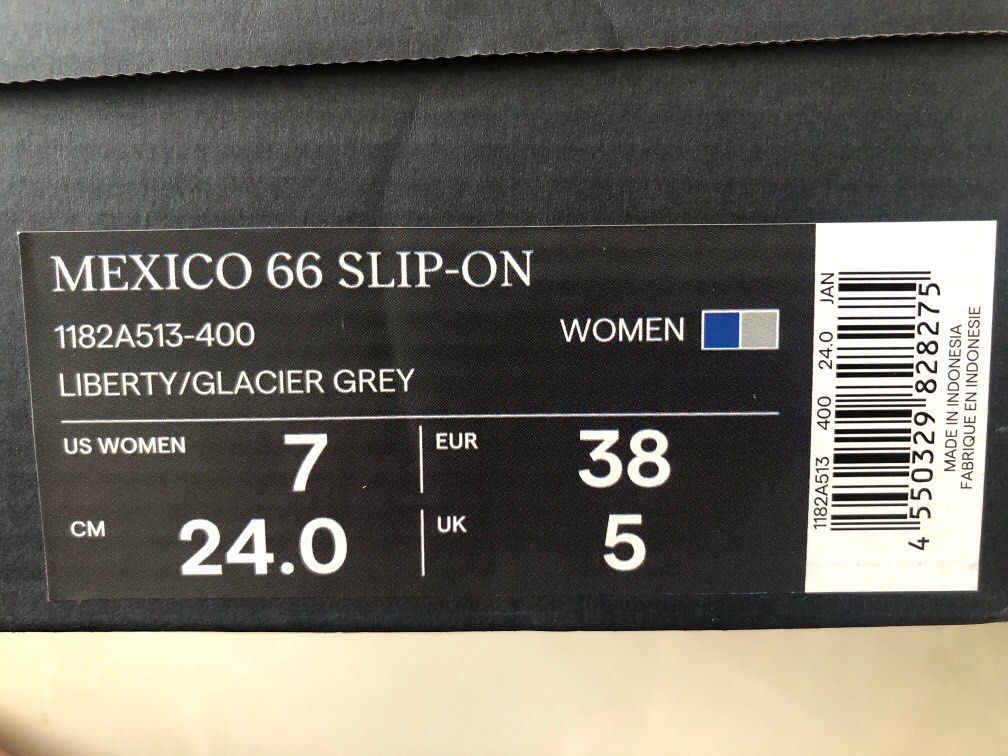 MEXICO 66 SLIP-ON
1182A513-400
WOMEN
LIBERTY/GLACIER GREY
US WOMEN 7
EUR 38
CM 24.0
UK 5
1182A513 400 24.0 JAN
4 550329 828275
MADE IN INDONESIA
FABRIQUE EN INDONESIE